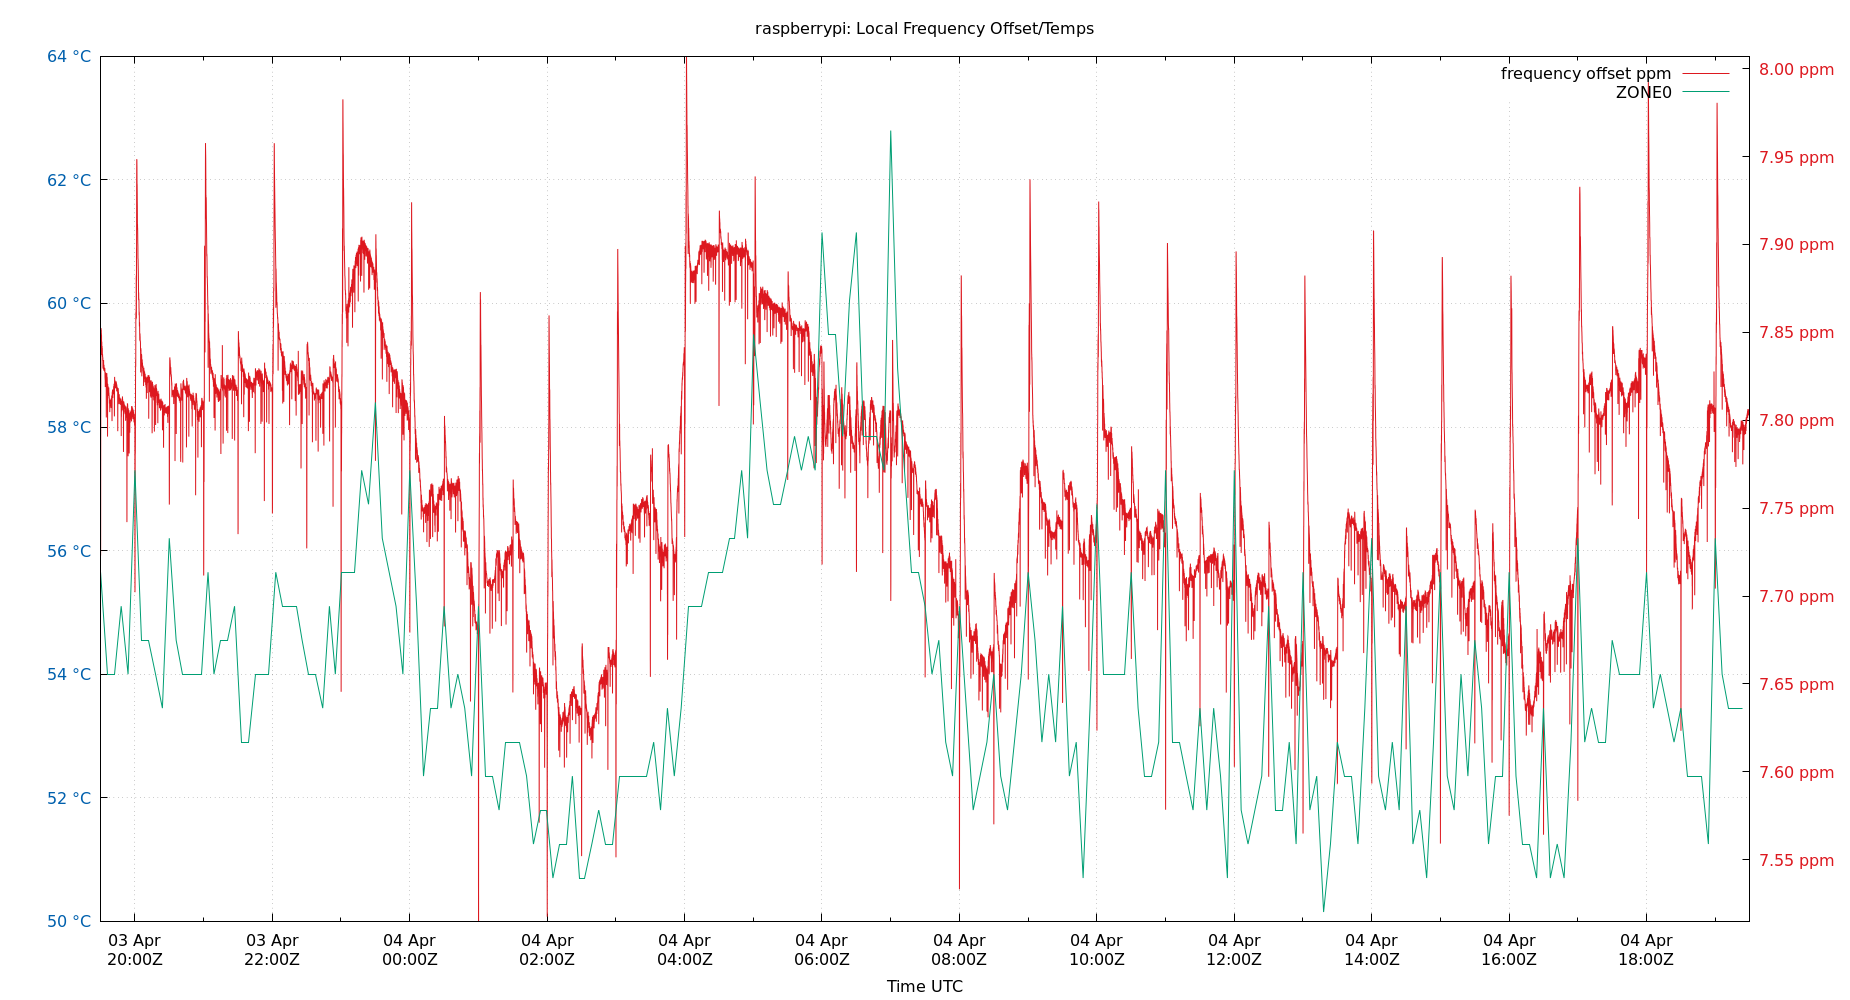 raspberrypi: Local Frequency Offset/Temps
frequency offset ppm
ZONE0
64 °C
62 °C
60 °C
58 °C
56 °C
54 °C
52 °C
50 °C
8.00 ppm
7.95 ppm
7.90 ppm
7.85 ppm
7.80 ppm
7.75 ppm
7.70 ppm
7.65 ppm
7.60 ppm
7.55 ppm
03 Apr 03 Apr 04 Apr 04 Apr 04 Apr 04 Apr 04 Apr 04 Apr 04 Apr 04 Apr 04 Apr 04 Apr
20:00Z 22:00Z 00:00Z 02:00Z 04:00Z 06:00Z 08:00Z 10:00Z 12:00Z 14:00Z 16:00Z 18:00Z
Time UTC